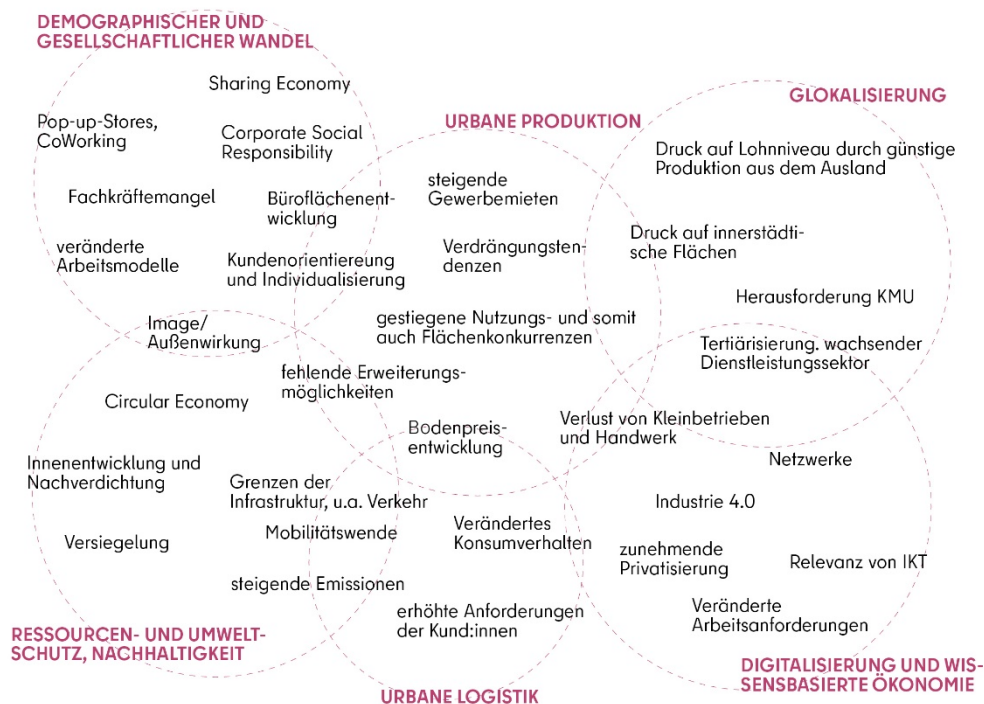 DEMOGRAPHISCHER UND
GESELLSCHAFTLICHER WANDEL
Sharing Economy
Pop-up-Stores,
CoWorking
Corporate Social
Responsibility
Fachkräftemangel
Büroflächenent-
wicklung
veränderte
Arbeitsmodelle
Kundenorientiereung
und Individualisierung
Image/
Außenwirkung
URBANE PRODUKTION
steigende
Gewerbemieten
Verdrängungsten-
denzen
gestiegene Nutzungs- und somit
auch Flächenkonkurrenzen
fehlende Erweiterungs-
möglichkeiten
Bodenpreis-
entwicklung
GLOKALISIERUNG
Druck auf Lohnniveau durch günstige
Produktion aus dem Ausland
Druck auf innerstädti-
sche Flächen
Herausforderung KMU
Tertiärisierung. wachsender
Dienstleistungssektor
Verlust von Kleinbetrieben
und Handwerk
Netzwerke
Industrie 4.0
zunehmende
Privatisierung
Relevanz von IKT
Veränderte
Arbeitsanforderungen
DIGITALISIERUNG UND WIS-
SENSBASIERTE ÖKONOMIE
Circular Economy
Innenentwicklung und
Nachverdichtung
Grenzen der
Infrastruktur, u.a. Verkehr
Versiegelung
Mobilitätswende
steigende Emissionen
RESSOURCEN- UND UMWELT-
SCHUTZ, NACHHALTIGKEIT
Verändertes
Konsumverhalten
erhöhte Anforderungen
der Kund:innen
URBANE LOGISTIK